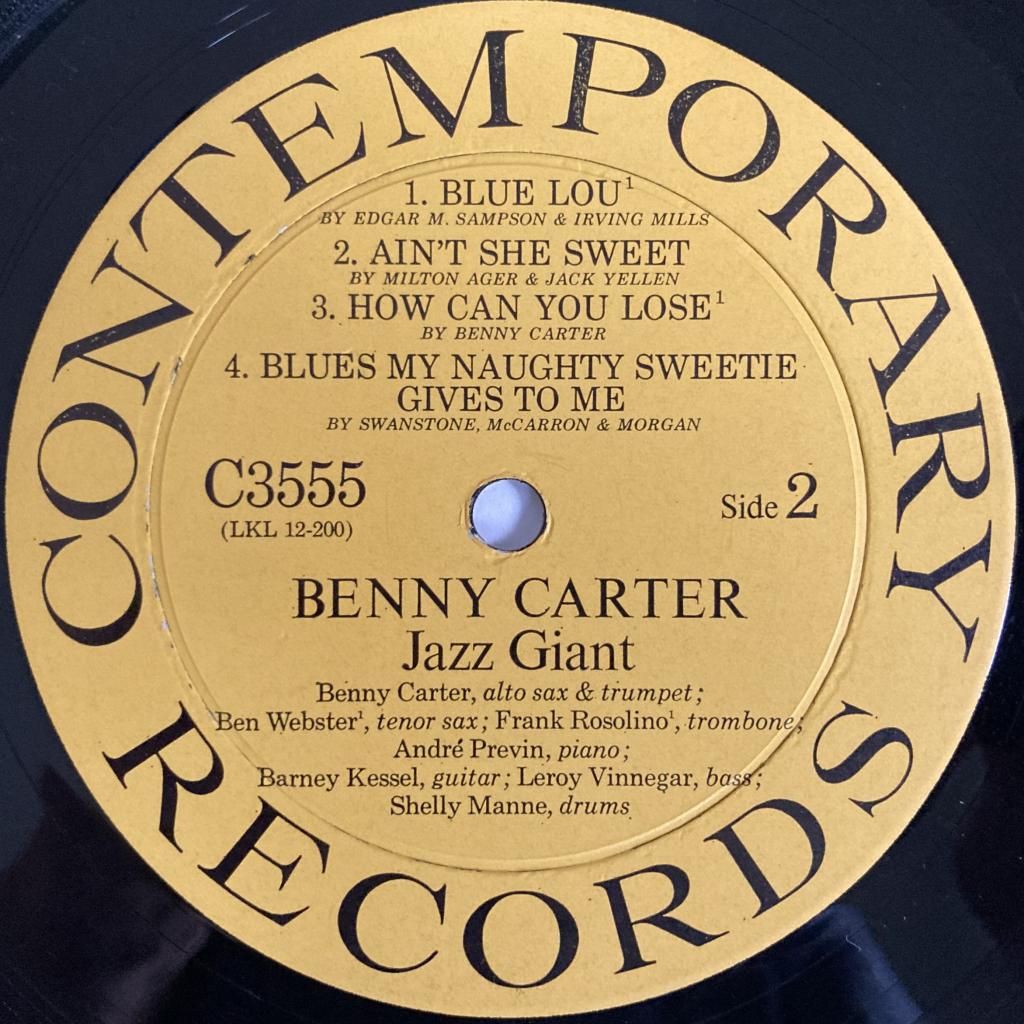 CONTEMPORARY
1. BLUE LOU¹
BY EDGAR M. SAMPSON & IRVING MILLS
2. AIN'T SHE SWEET
BY MILTON AGER & JACK YELLEN
3. HOW CAN YOU LOSE¹
BY BENNY CARTER
4. BLUES MY NAUGHTY SWEETIE
GIVES TO ME
BY SWANSTONE, McCARRON & MORGAN
C3555
(LKL 12-200)
Side 2
BENNY CARTER
Jazz Giant
Benny Carter, alto sax & trumpet;
Ben Webster¹, tenor sax; Frank Rosolino¹, trombone;
André Previn, piano;
Barney Kessel, guitar; Leroy Vinnegar, bass;
Shelly Manne, drums
RECORDS